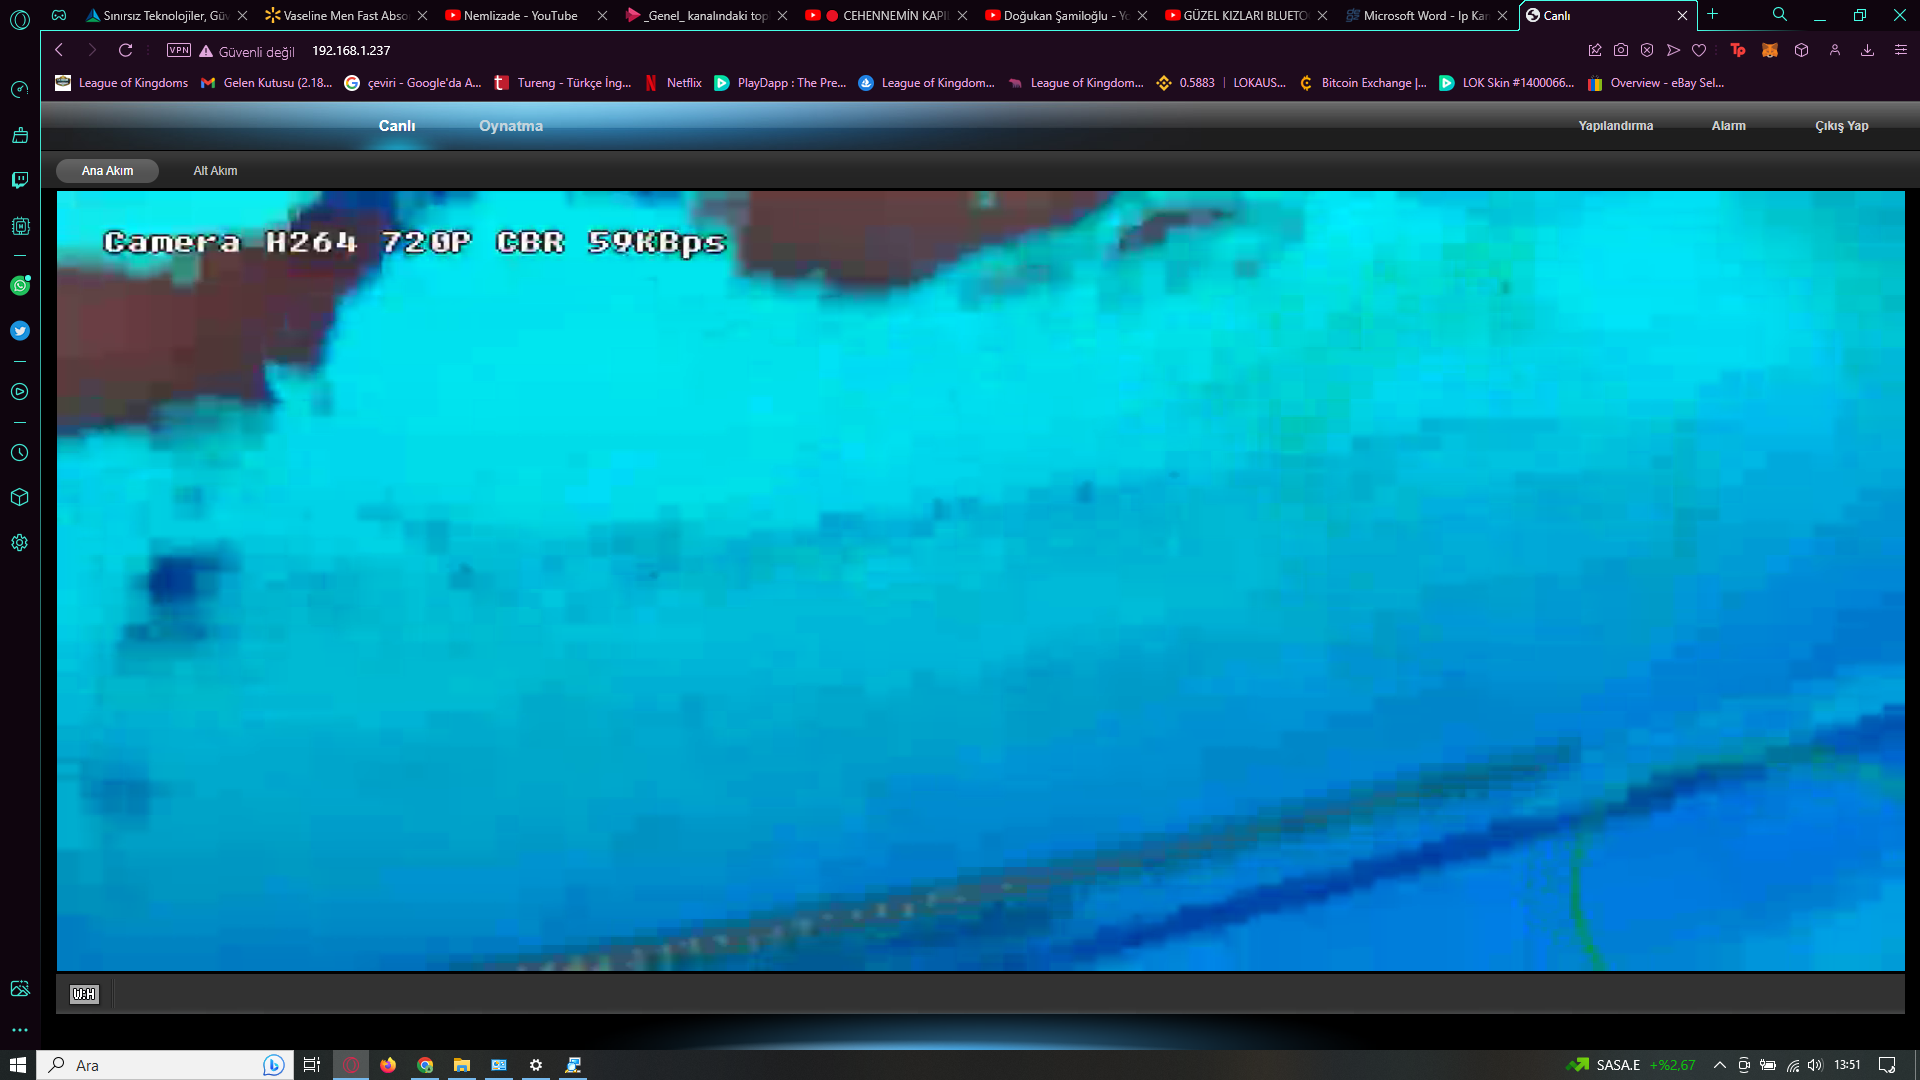 Sınırsız Teknolojiler, Güv
Vaseline Men Fast Abso
Nemlizade - YouTube
_Genel_ kanalındaki top
CEHENNEMİN KAPI
Doğukan Şamiloğlu - Yo
GÜZEL KIZLARI BLUETO
Microsoft Word - Ip Kam
Canlı
VPN
Güvenli değil
192.168.1.237
League of Kingdoms
Gelen Kutusu (2.18...
çeviri - Google'da A...
Tureng - Türkçe İng...
Netflix
PlayDapp : The Pre...
League of Kingdom...
League of Kingdom...
0.5883 | LOKAUS...
Bitcoin Exchange |...
LOK Skin #1400066...
Overview - eBay Sel...
Canlı
Oynatma
Yapılandırma
Alarm
Çıkış Yap
Ana Akım
Alt Akım
Camera H264 720P CBR 59KBps
W:H
Ara
SASA.E +%2.67
13:51